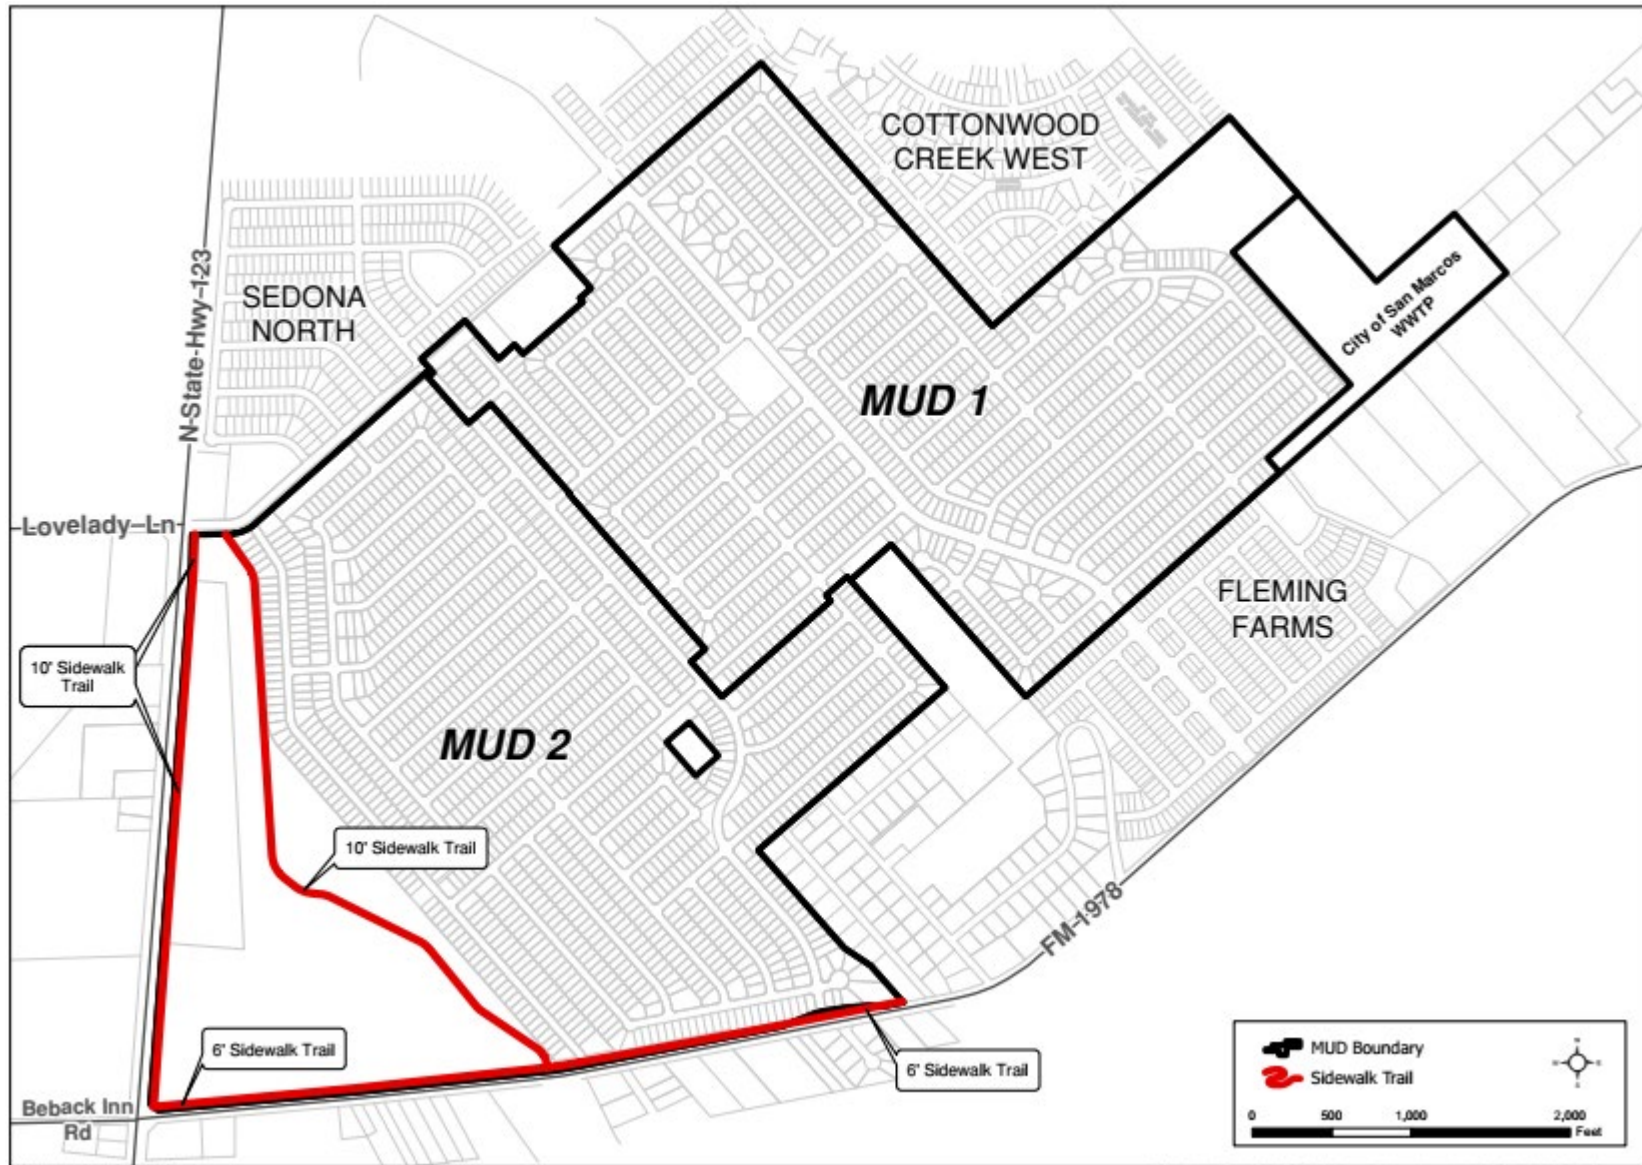 COTTONWOOD
CREEK WEST
N-State-Hwy-123
SEDONA
NORTH
City of San Marcos
WWTP
MUD 1
Lovelady-Ln
FLEMING
FARMS
10' Sidewalk
Trail
MUD 2
10' Sidewalk Trail
FM-1978
6' Sidewalk Trail
6' Sidewalk Trail
Beback Inn
Rd
MUD Boundary
Sidewalk Trail
0 500 1,000 2,000
Feet